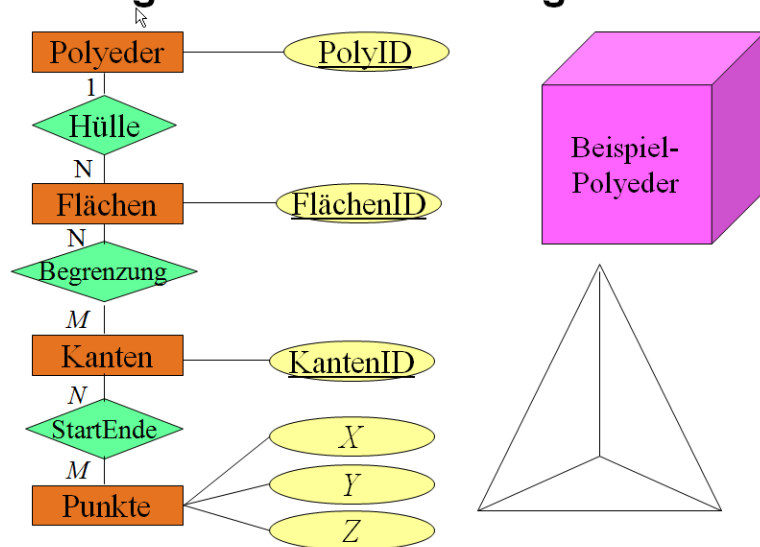 Polyeder
PolyID
1
Hülle
N
Flächen
FlächenID
N
Begrenzung
M
Kanten
KantenID
N
StartEnde
M
Punkte
X
Y
Z
Beispiel-
Polyeder